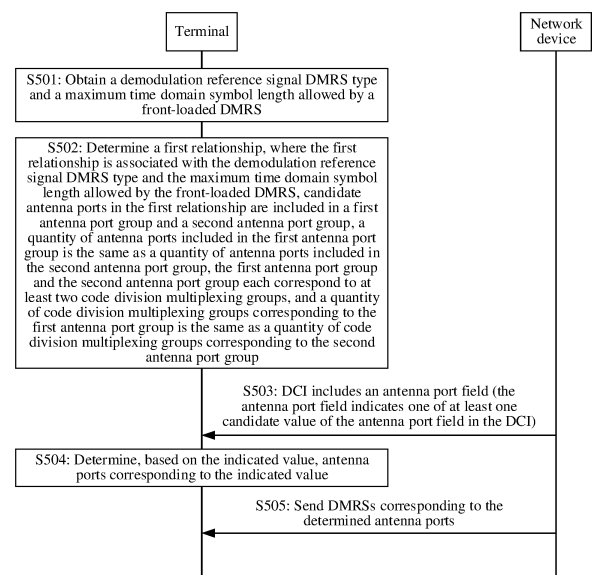 Terminal
Network
device
S501: Obtain a demodulation reference signal DMRS type
and a maximum time domain symbol length allowed by a
front-loaded DMRS
S502: Determine a first relationship, where the first
relationship is associated with the demodulation reference
signal DMRS type and the maximum time domain symbol
length allowed by the front-loaded DMRS, candidate
antenna ports in the first relationship are included in a first
antenna port group and a second antenna port group, a
quantity of antenna ports included in the first antenna port
group is the same as a quantity of antenna ports included
in the second antenna port group, the first antenna port group
and the second antenna port group each correspond to at
least two code division multiplexing groups, and a quantity
of code division multiplexing groups corresponding to the
first antenna port group is the same as a quantity of code
division multiplexing groups corresponding to the second
antenna port group
S503: DCI includes an antenna port field (the
antenna port field indicates one of at least one
candidate value of the antenna port field in the DCI)
S504: Determine, based on the indicated value, antenna
ports corresponding to the indicated value
S505: Send DMRSs corresponding to the
determined antenna ports